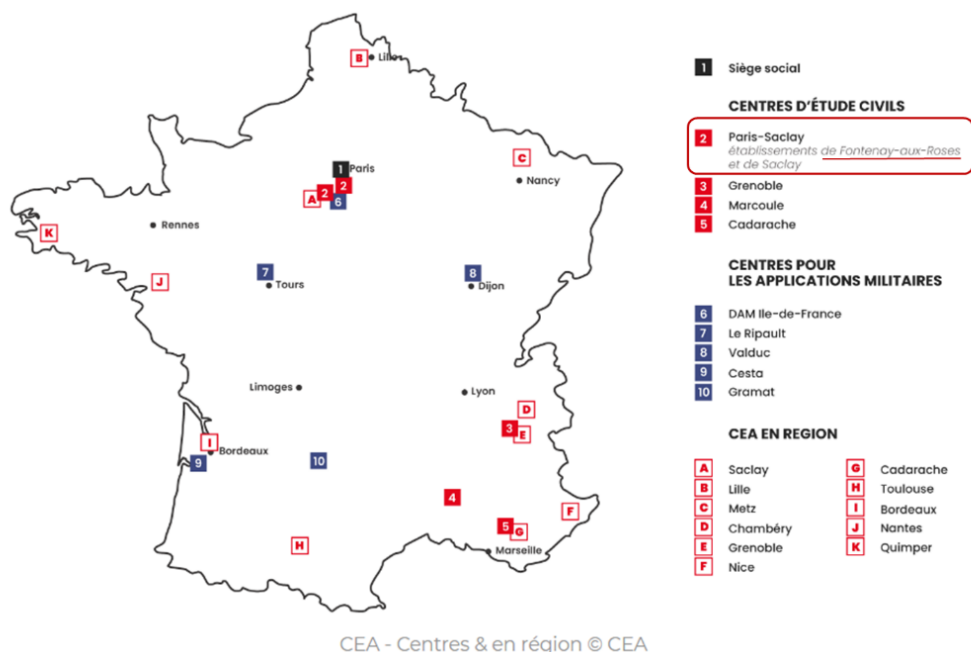 B
Lille
1
Paris
C
Nancy
2
2
A
6
K
Rennes
7
8
J
Tours
Dijon
Limoges
Lyon
D
3
E
I
Bordeaux
9
10
4
F
5
G
H
Marseille
1 Siège social
CENTRES D'ÉTUDE CIVILS
2 Paris-Saclay
établissements de Fontenay-aux-Roses
et de Saclay
3 Grenoble
4 Marcoule
5 Cadarache
CENTRES POUR
LES APPLICATIONS MILITAIRES
6 DAM Ile-de-France
7 Le Ripault
8 Valduc
9 Cesta
10 Gramat
CEA EN REGION
A Saclay
B Lille
C Metz
D Chambéry
E Grenoble
F Nice
G Cadarache
H Toulouse
I Bordeaux
J Nantes
K Quimper
CEA - Centres & en région © CEA